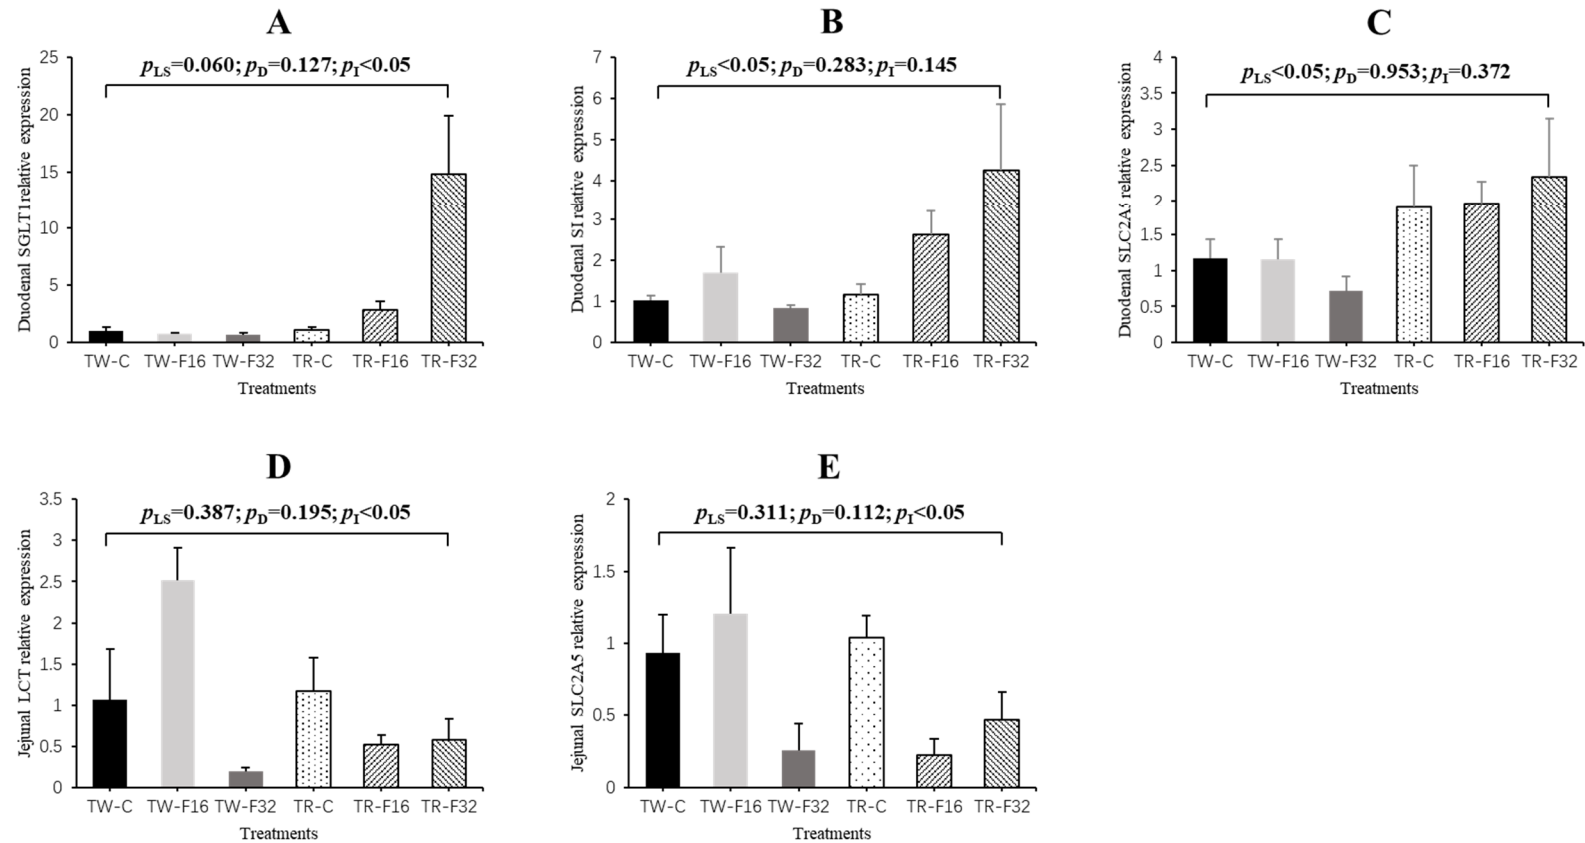 A
pLS=0.060; pD=0.127; pI<0.05
Duodenal SGLT1relative expression
25
20
15
10
5
0
TW-C TW-F16 TW-F32 TR-C TR-F16 TR-F32
Treatments
B
pLS<0.05; pD=0.283; pI=0.145
Duodenal SI relative expression
7
6
5
4
3
2
1
0
TW-C TW-F16 TW-F32 TR-C TR-F16 TR-F32
Treatments
C
pLS<0.05; pD=0.953; pI=0.372
Duodenal SLC2A5 relative expression
4
3.5
3
2.5
2
1.5
1
0.5
0
TW-C TW-F16 TW-F32 TR-C TR-F16 TR-F32
Treatments
D
pLS=0.387; pD=0.195; pI<0.05
Jejunal LCT relative expression
3.5
3
2.5
2
1.5
1
0.5
0
TW-C TW-F16 TW-F32 TR-C TR-F16 TR-F32
Treatments
E
pLS=0.311; pD=0.112; pI<0.05
Jejunal SLC2A5 relative expression
2
1.5
1
0.5
0
TW-C TW-F16 TW-F32 TR-C TR-F16 TR-F32
Treatments